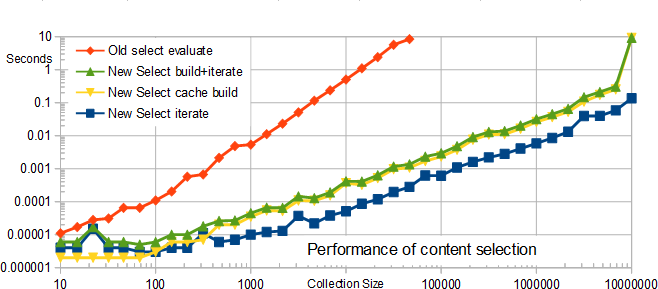 10
Seconds
1
0.1
0.01
0.001
0.0001
0.00001
0.000001
Old select evaluate
New Select build+iterate
New Select cache build
New Select iterate
Performance of content selection
10
1000
Collection Size
100000
1000000
10000000